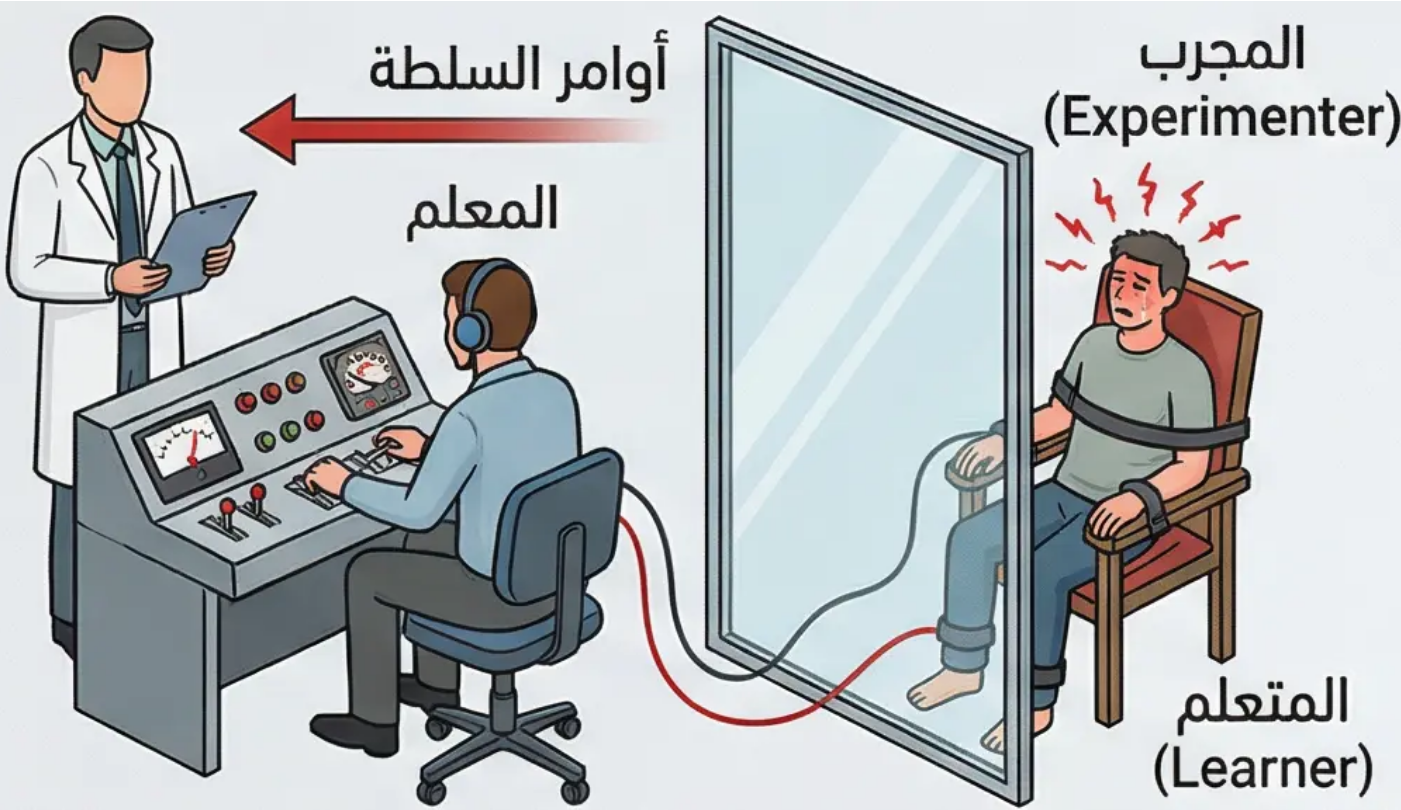 أوامر السلطة
المعلم
المجرب
(Experimenter)
المتعلم
(Learner)